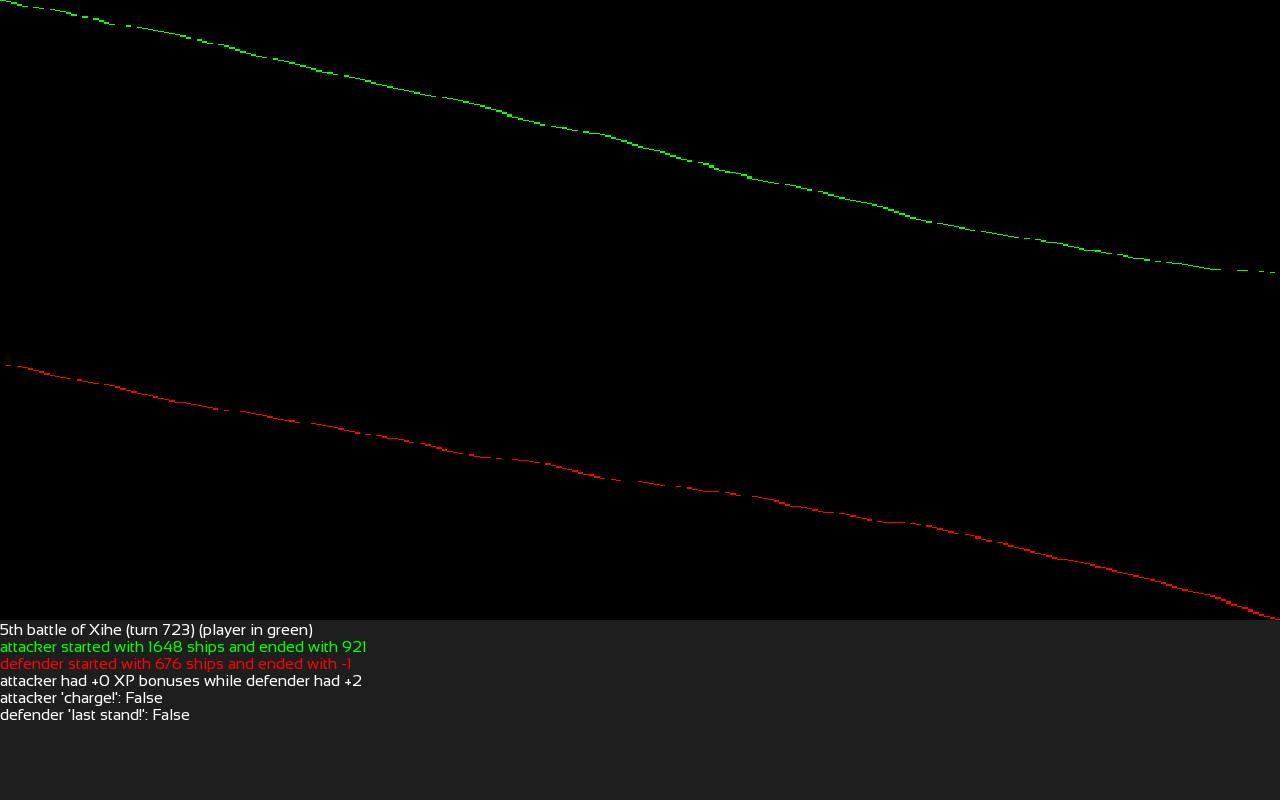 5th battle of Xihe (turn 723) (player in green)
attacker started with 1648 ships and ended with 921
defender started with 676 ships and ended with -1
attacker had +0 XP bonuses while defender had +2
attacker 'charge!': False
defender 'last stand!': False